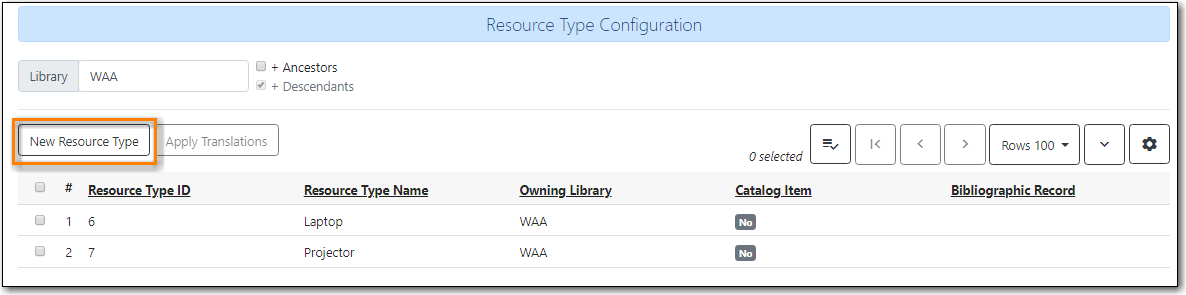 Resource Type Configuration
Library WAA
+ Ancestors
+ Descendants
New Resource Type Apply Translations
0 selected Rows 100
# Resource Type ID Resource Type Name Owning Library Catalog Item Bibliographic Record
1 6 Laptop WAA No
2 7 Projector WAA No